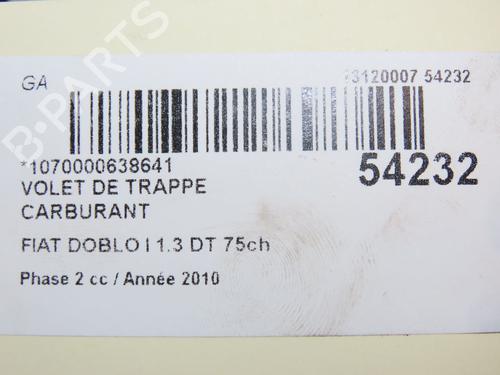 GA
73120007 54232
*1070000638641
54232
VOLET DE TRAPPE
CARBURANT
FIAT DOBLO I 1.3 DT 75ch
Phase 2 cc / Année 2010
B-PARTS